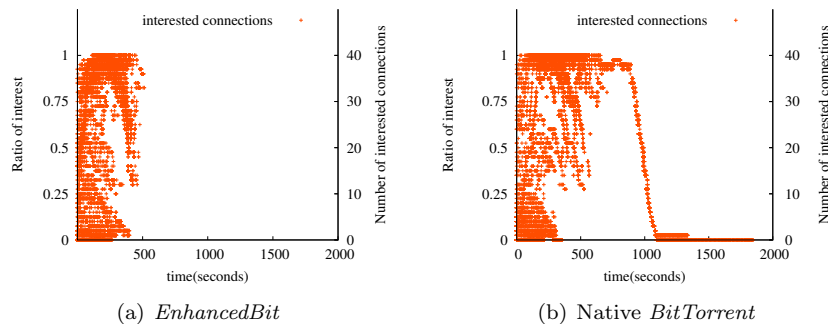 interested connections
Ratio of interest
1
0.75
0.5
0.25
0
40
30
20
10
0
Number of interested connections
0 500 1000 1500 2000
time(seconds)
(a) EnhancedBit
interested connections
Ratio of interest
1
0.75
0.5
0.25
0
40
30
20
10
0
Number of interested connections
0 500 1000 1500 2000
time(seconds)
(b) Native BitTorrent